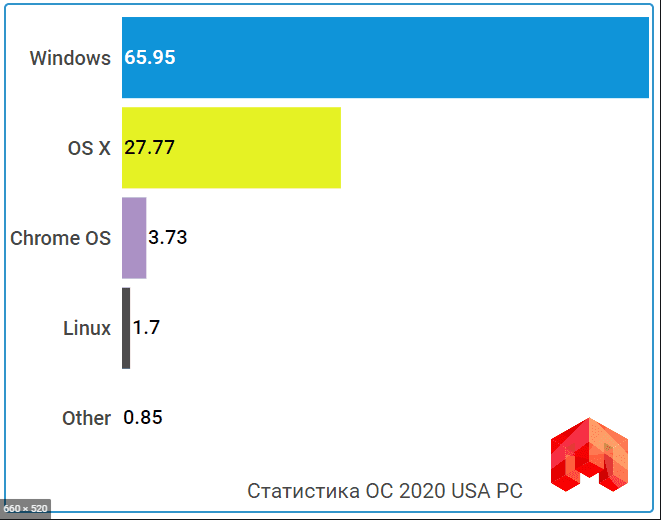 Windows 65.95
OS X 27.77
Chrome OS 3.73
Linux 1.7
Other 0.85
Статистика ОС 2020 USA PC
660 × 520